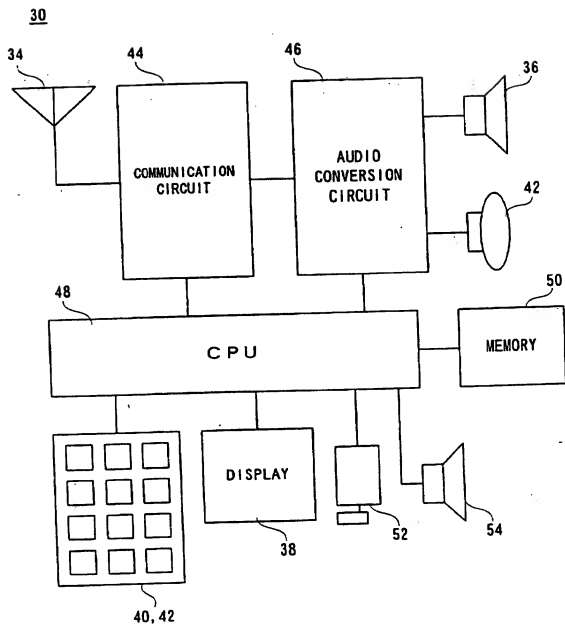 30
34
44
46
36
COMMUNICATION
CIRCUIT
AUDIO
CONVERSION
CIRCUIT
42
48
CPU
50
MEMORY
DISPLAY
38
52
54
40, 42